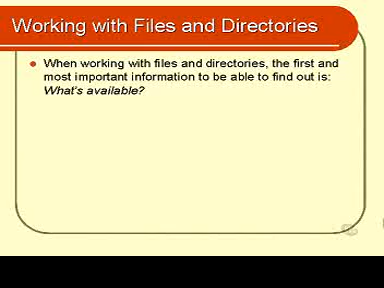 Working with Files and Directories
When working with files and directories, the first and
most important information to be able to find out is:
What's available?